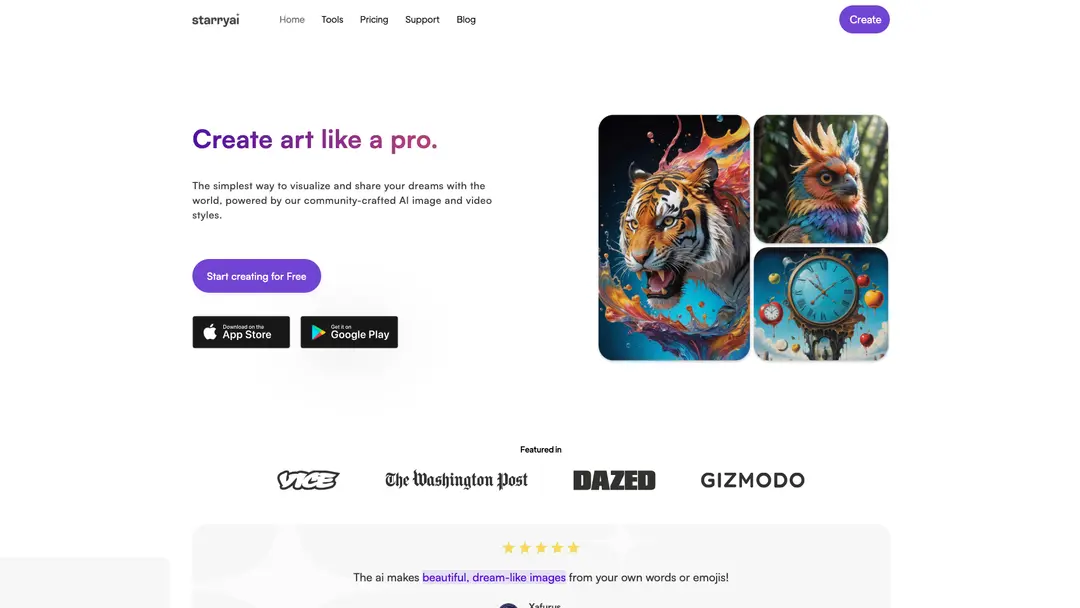 starryai
Home
Tools
Pricing
Support
Blog
Create
Create art like a pro.
The simplest way to visualize and share your dreams with the
world, powered by our community-crafted AI image and video
styles.
Start creating for Free
Download on the
App Store
Get it on
Google Play
Featured in
VICE
The Washington Post
DAZED
GIZMODO
The ai makes beautiful, dream-like images from your own words or emojis!
Xafurus